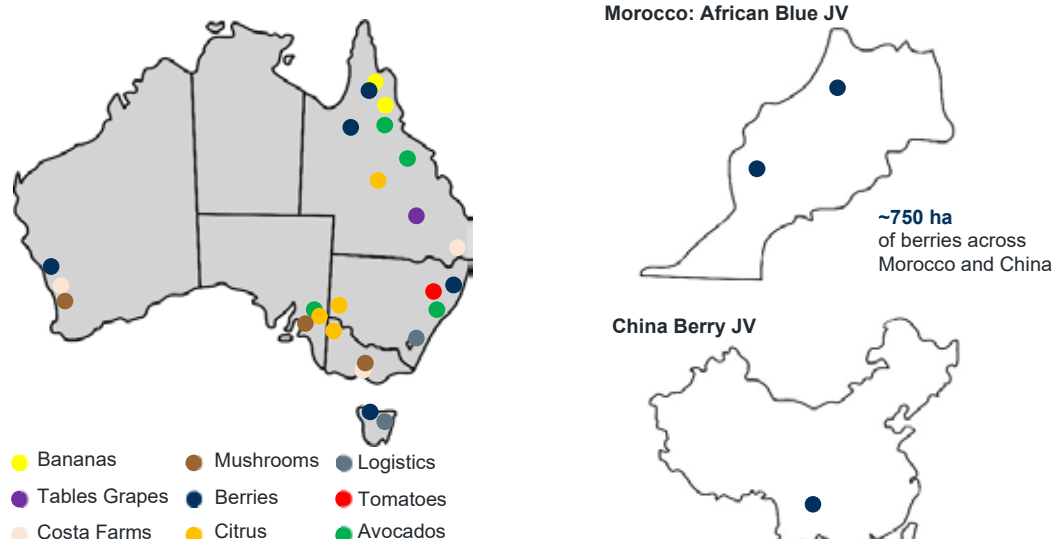 Morocco: African Blue JV
~750 ha
of berries across
Morocco and China
China Berry JV
Bananas
Mushrooms
Logistics
Tables Grapes
Berries
Tomatoes
Costa Farms
Citrus
Avocados